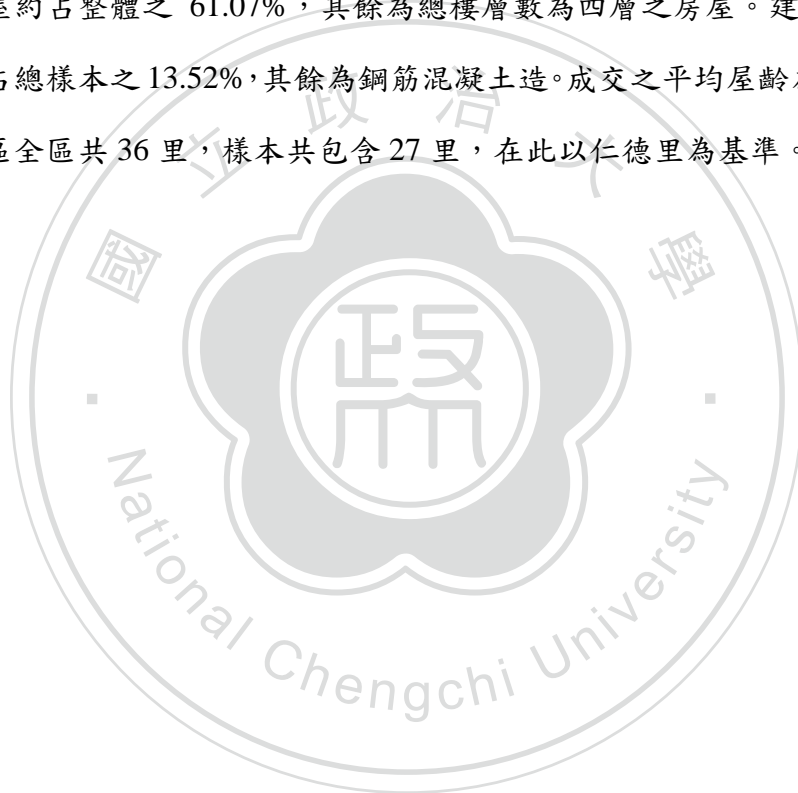 約占整體之 61.07%，其餘為總樓層數為四層之房屋。建
總樣本之13.52%，其餘為鋼筋混凝土造。成交之平均屋齡
區全區共 36 里，樣本共包含 27 里，在此以仁德里為基準。
國立政治大學
政
National Chengchi University